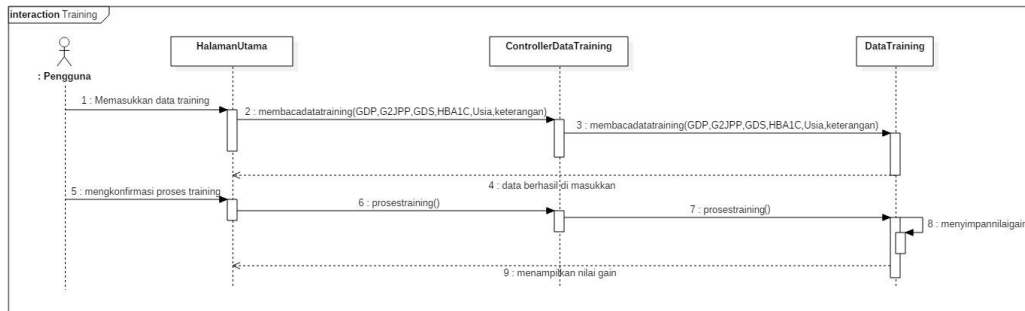 interaction Training
HalamanUtama
ControllerDataTraining
DataTraining
: Pengguna
1 : Memasukkan data training
2 : membacadatatraining(GDP,G2JPP,GDS,HBA1C,Usia,keterangan)
3 : membacadatatraining(GDP,G2JPP,GDS,HBA1C,Usia,keterangan)
4 : data berhasil di masukkan
5 : mengkonfirmasi proses training
6 : prosestraining()
7 : prosestraining()
8 : menyimpannilaigain
9 : menampilkan nilai gain